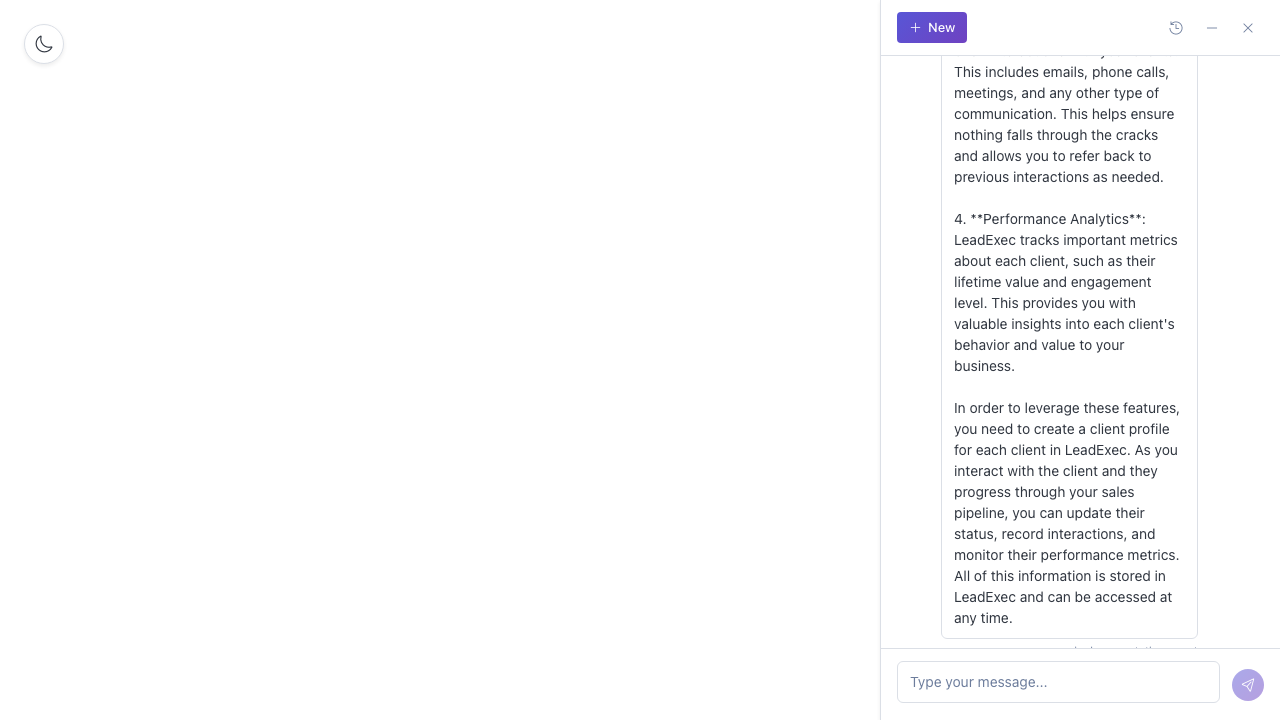 New
This includes emails, phone calls,
meetings, and any other type of
communication. This helps ensure
nothing falls through the cracks
and allows you to refer back to
previous interactions as needed.
4. **Performance Analytics**:
LeadExec tracks important metrics
about each client, such as their
lifetime value and engagement
level. This provides you with
valuable insights into each client's
behavior and value to your
business.
In order to leverage these features,
you need to create a client profile
for each client in LeadExec. As you
interact with the client and they
progress through your sales
pipeline, you can update their
status, record interactions, and
monitor their performance metrics.
All of this information is stored in
LeadExec and can be accessed at
any time.
Type your message...